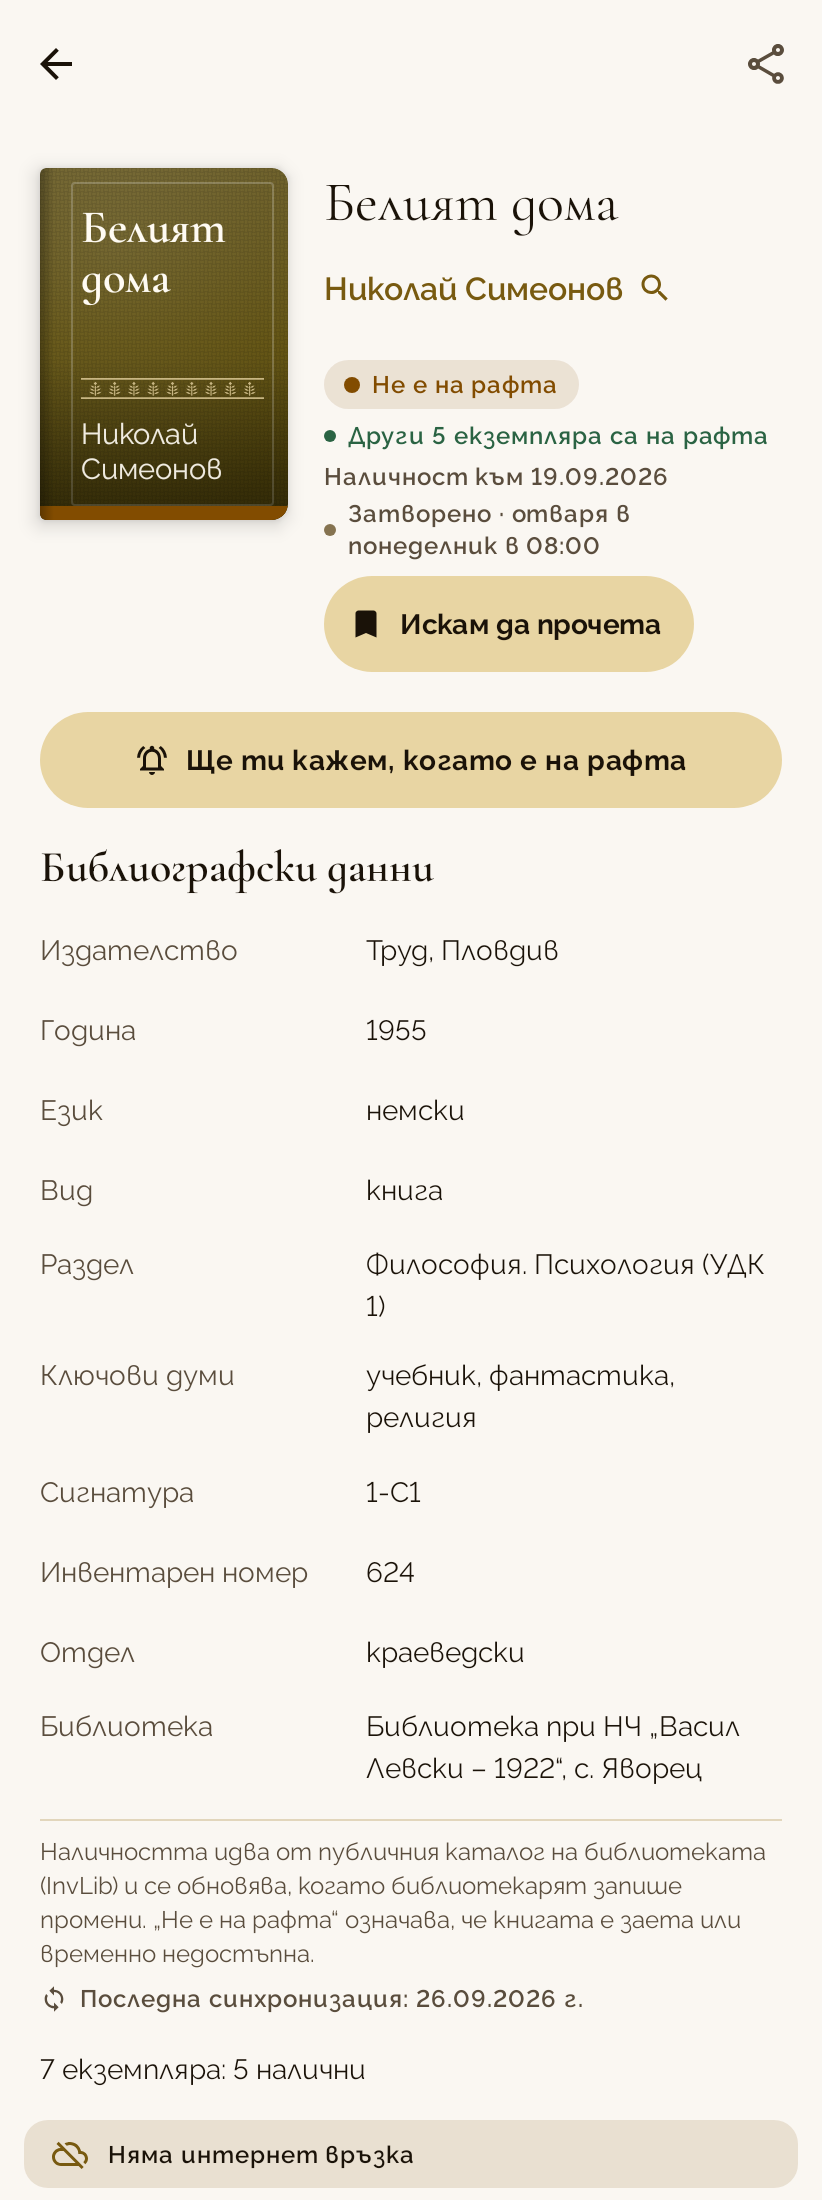 Белият
дома
Николай
Симеонов
Белият дома
Николай Симеонов
Не е на рафта
Други 5 екземпляра са на рафта
Наличност към 19.09.2026
Затворено · отваря в
понеделник в 08:00
Искам да прочета
Ще ти кажем, когато е на рафта
Библиографски данни
Издателство
Труд, Пловдив
Година
1955
Език
немски
Вид
книга
Раздел
Философия. Психология (УДК
1)
Ключови думи
учебник, фантастика,
религия
Сигнатура
1-С1
Инвентарен номер
624
Отдел
краеведски
Библиотека
Библиотека при НЧ „Васил
Левски – 1922“, с. Яворец
Наличността идва от публичния каталог на библиотеката
(InvLib) и се обновява, когато библиотекарят запише
промени. „Не е на рафта“ означава, че книгата е заета или
временно недостъпна.
Последна синхронизация: 26.09.2026 г.
7 екземпляра: 5 налични
Няма интернет връзка